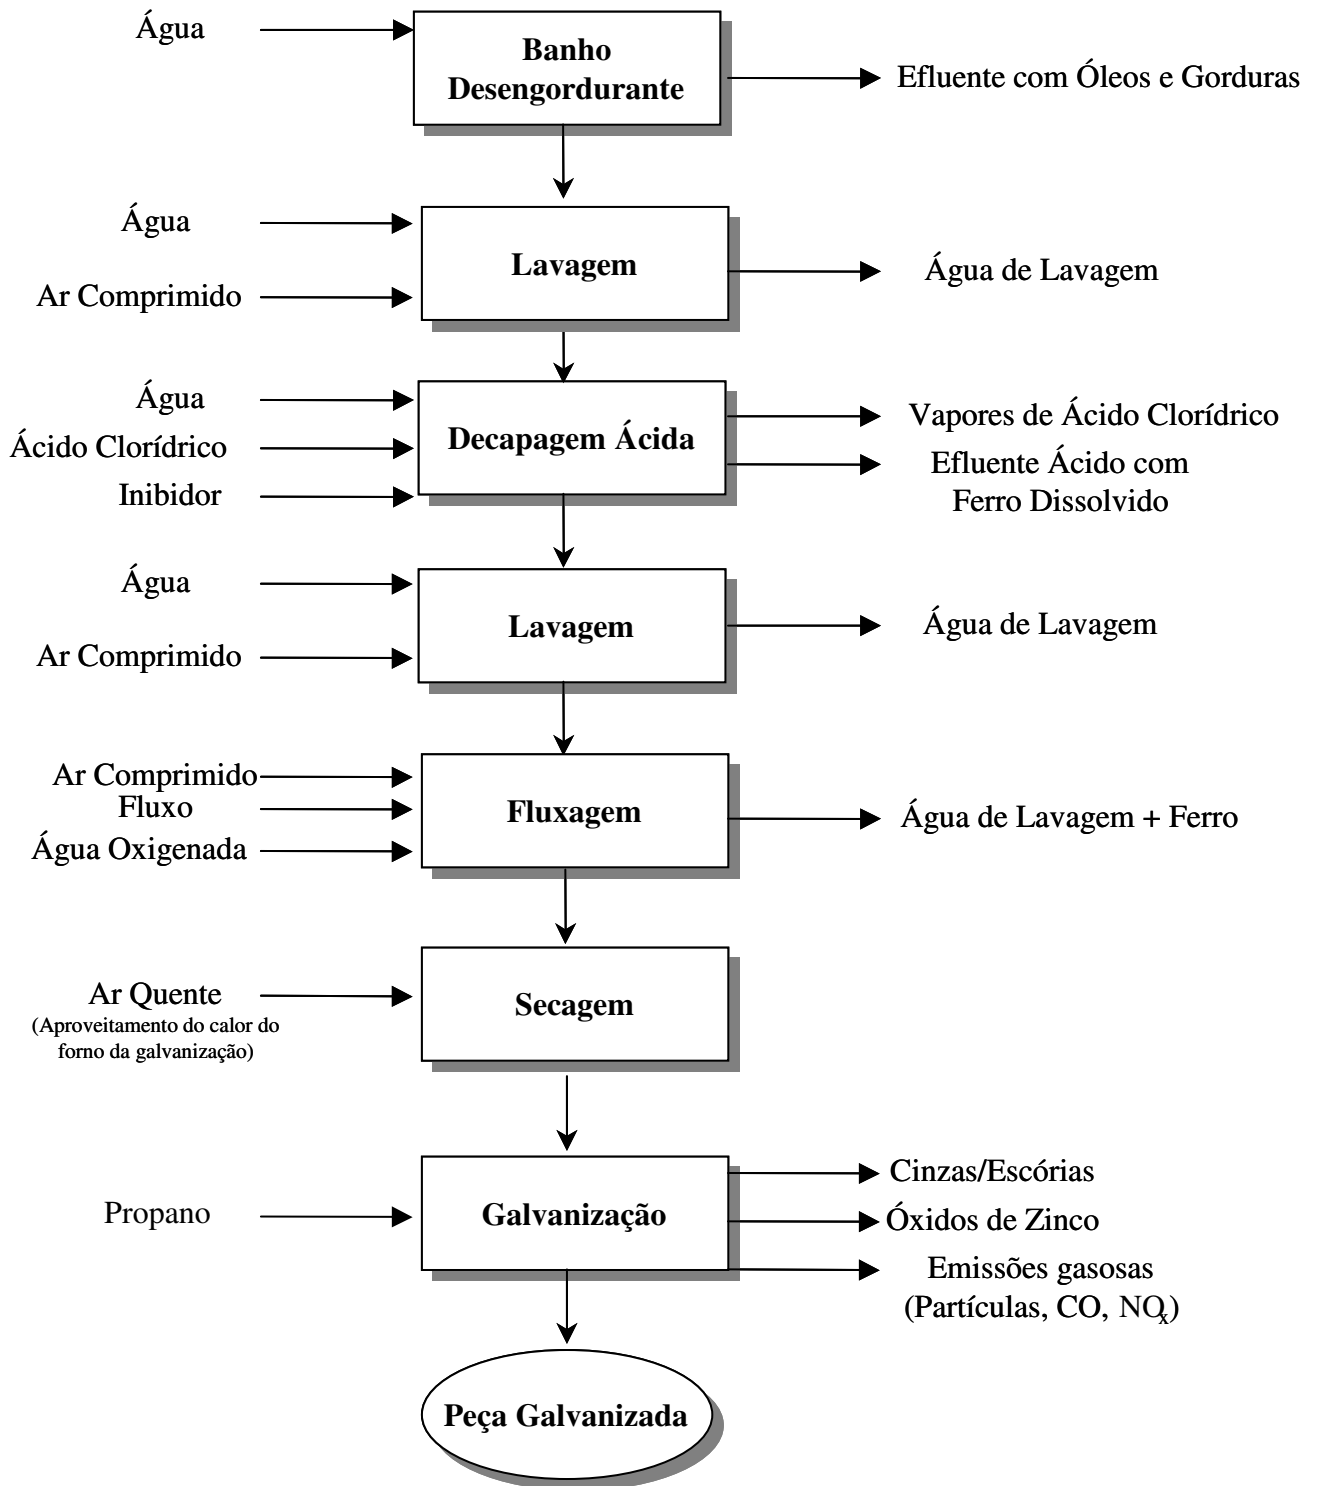 Água
Banho
Desengordurante
Efluente com Óleos e Gorduras
Água
Ar Comprimido
Lavagem
Água de Lavagem
Água
Ácido Clorídrico
Inibidor
Decapagem Ácida
Vapores de Ácido Clorídrico
Efluente Ácido com
Ferro Dissolvido
Água
Ar Comprimido
Lavagem
Água de Lavagem
Ar Comprimido
Fluxo
Água Oxigenada
Fluxagem
Água de Lavagem + Ferro
Ar Quente
(Aproveitamento do calor do
forno da galvanização)
Secagem
Propano
Galvanização
Cinzas/Escórias
Óxidos de Zinco
Emissões gasosas
(Partículas, CO, NOx)
Peça Galvanizada